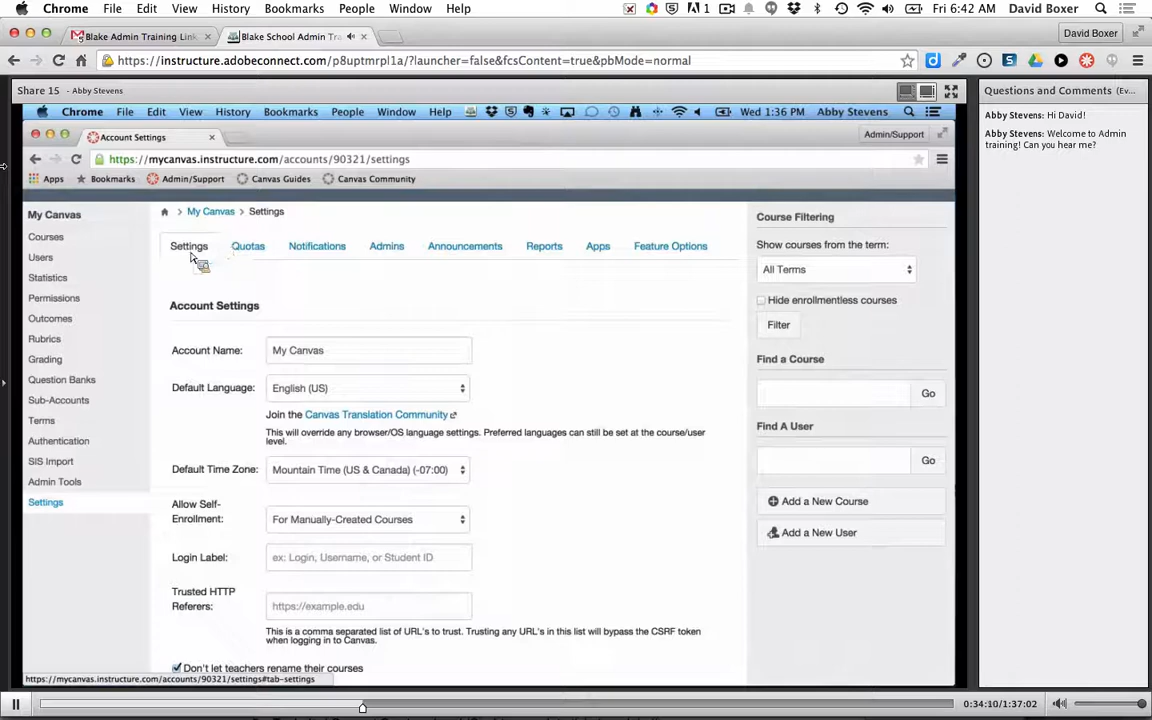 Chrome File Edit View History Bookmarks People Window Help 1 Fri 6:42 AM David Boxer
Blake Admin Training Link × Blake School Admin Tra × David Boxer
https://instructure.adobeconnect.com/p8uptmrpl1a/?launcher=false&fcsContent=true&pbMode=normal
Share 15 - Abby Stevens
Questions and Comments (Ev...
Chrome File Edit View History Bookmarks People Window Help Wed 1:36 PM Abby Stevens
Abby Stevens: Hi David!
Abby Stevens: Welcome to Admin
training! Can you hear me?
Account Settings × Admin/Support
https://mycanvas.instructure.com/accounts/90321/settings
Apps Bookmarks Admin/Support Canvas Guides Canvas Community
My Canvas
Courses
Users
Statistics
Permissions
Outcomes
Rubrics
Grading
Question Banks
Sub-Accounts
Terms
Authentication
SIS Import
Admin Tools
Settings
> My Canvas > Settings
Settings Quotas Notifications Admins Announcements Reports Apps Feature Options
Account Settings
Account Name: My Canvas
Default Language: English (US)
Join the Canvas Translation Community
This will override any browser/OS language settings. Preferred languages can still be set at the course/user
level.
Default Time Zone: Mountain Time (US & Canada) (-07:00)
Allow Self-
Enrollment: For Manually-Created Courses
Login Label: ex: Login, Username, or Student ID
Trusted HTTP
Referers: https://example.edu
This is a comma separated list of URL's to trust. Trusting any URL's in this list will bypass the CSRF token
when logging in to Canvas.
Don't let teachers rename their courses
https://mycanvas.instructure.com/accounts/90321/settings#tab-settings
Course Filtering
Show courses from the term:
All Terms
Hide enrollmentless courses
Filter
Find a Course
Go
Find A User
Go
Add a New Course
Add a New User
0:34:10/1:37:02